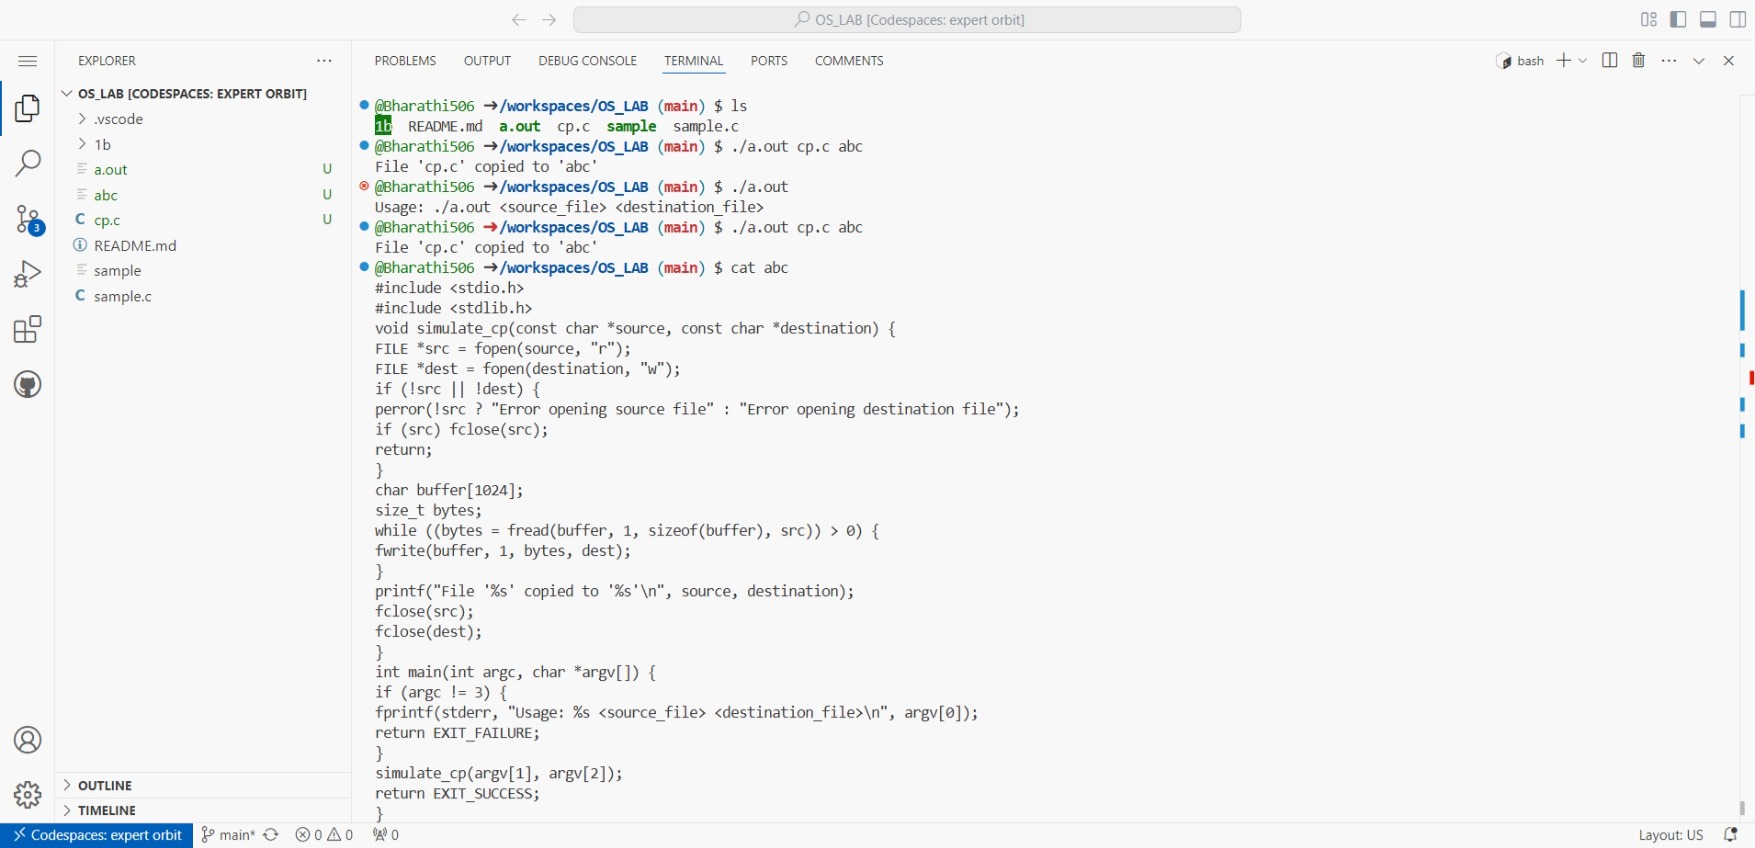 OS_LAB [Codespaces: expert orbit]
EXPLORER
OS_LAB [CODESPACES: EXPERT ORBIT]
.vscode
1b
a.out U
abc U
cp.c U
README.md
sample
sample.c
OUTLINE
TIMELINE
3
PROBLEMS OUTPUT DEBUG CONSOLE TERMINAL PORTS COMMENTS
bash
@Bharathi506 ➜/workspaces/OS_LAB (main) $ ls
1b README.md a.out cp.c sample sample.c
@Bharathi506 ➜/workspaces/OS_LAB (main) $ ./a.out cp.c abc
File 'cp.c' copied to 'abc'
@Bharathi506 ➜/workspaces/OS_LAB (main) $ ./a.out
Usage: ./a.out <source_file> <destination_file>
@Bharathi506 ➜/workspaces/OS_LAB (main) $ ./a.out cp.c abc
File 'cp.c' copied to 'abc'
@Bharathi506 ➜/workspaces/OS_LAB (main) $ cat abc
#include <stdio.h>
#include <stdlib.h>
void simulate_cp(const char *source, const char *destination) {
FILE *src = fopen(source, "r");
FILE *dest = fopen(destination, "w");
if (!src || !dest) {
perror(!src ? "Error opening source file" : "Error opening destination file");
if (src) fclose(src);
return;
}
char buffer[1024];
size_t bytes;
while ((bytes = fread(buffer, 1, sizeof(buffer), src)) > 0) {
fwrite(buffer, 1, bytes, dest);
}
printf("File '%s' copied to '%s'\n", source, destination);
fclose(src);
fclose(dest);
}
int main(int argc, char *argv[]) {
if (argc != 3) {
fprintf(stderr, "Usage: %s <source_file> <destination_file>\n", argv[0]);
return EXIT_FAILURE;
}
simulate_cp(argv[1], argv[2]);
return EXIT_SUCCESS;
}
Codespaces: expert orbit main* 0 0 0 Layout: US